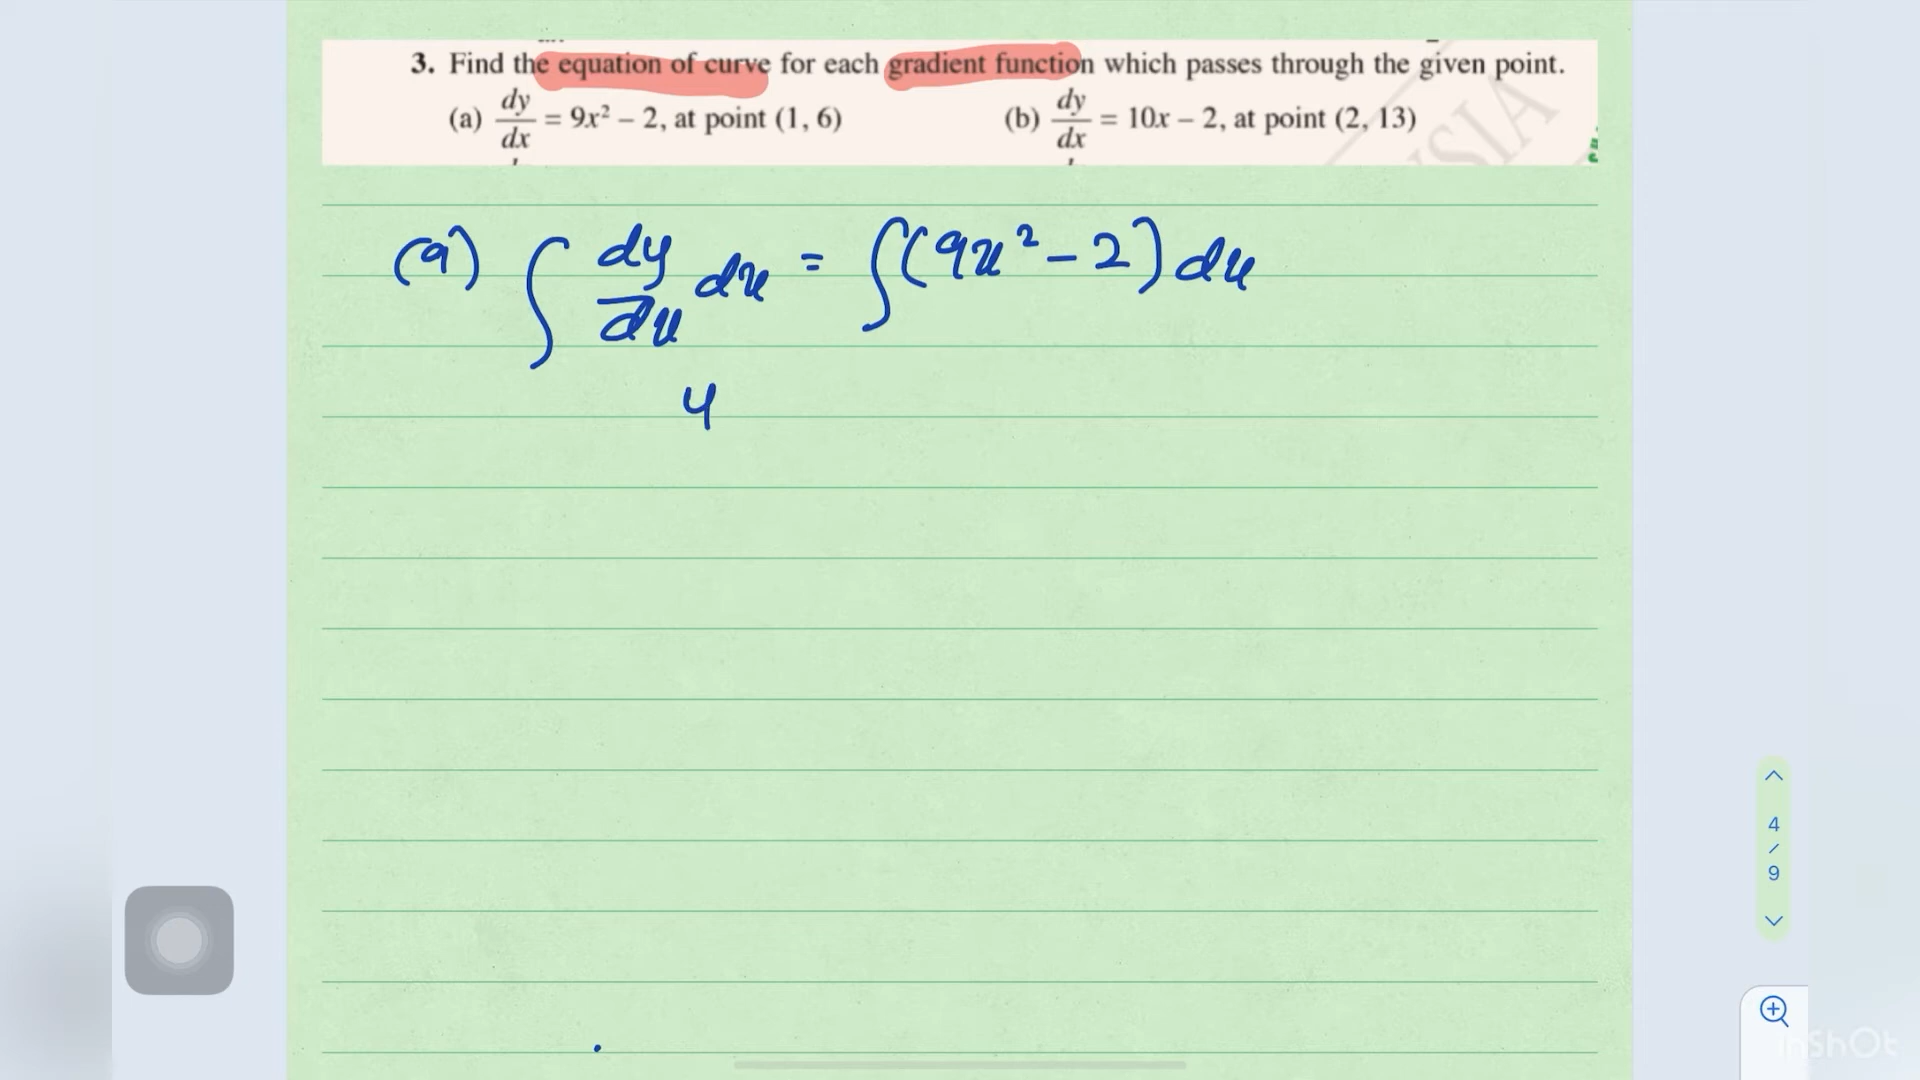 3. Find the equation of curve for each gradient function which passes through the given point.
(a) dy/dx = 9x² – 2, at point (1, 6)
(b) dy/dx = 10x – 2, at point (2, 13)
YSIA
(a) ∫ dy/dx dx = ∫(9x² – 2) dx
y
4
/
9
InShOt